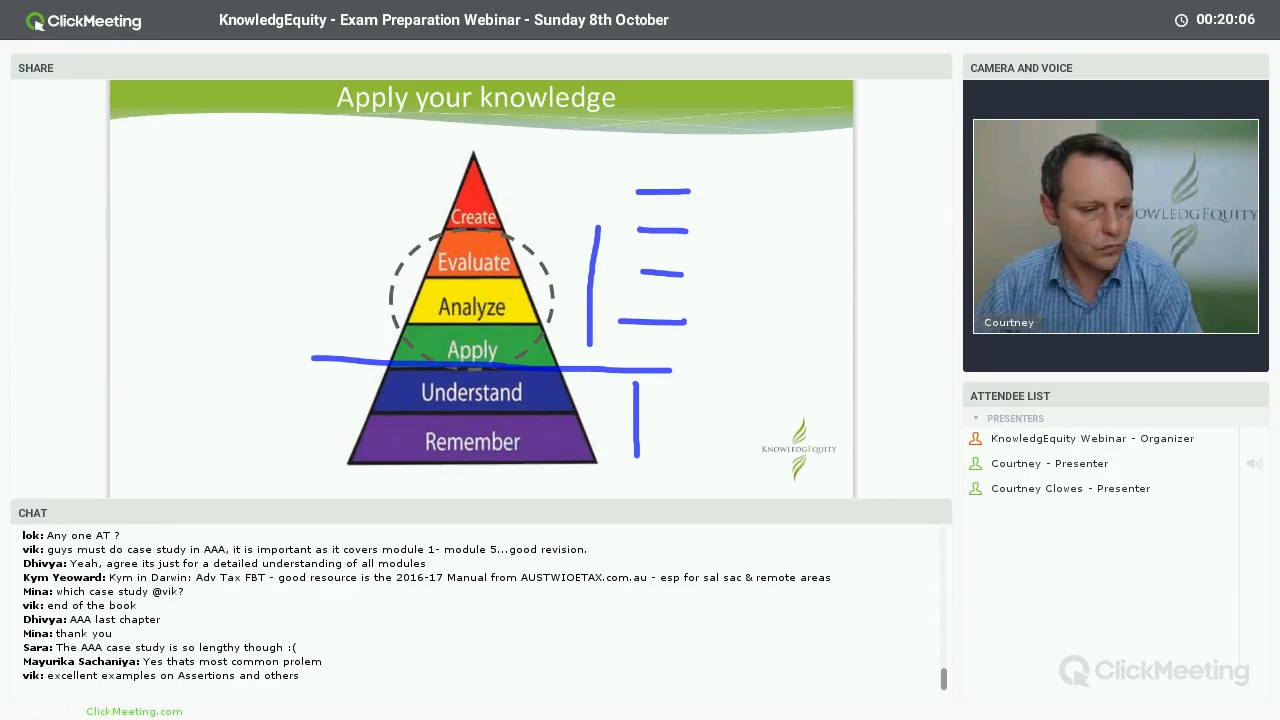 ClickMeeting
KnowledgEquity - Exam Preparation Webinar - Sunday 8th October
00:20:06
SHARE
Apply your knowledge
Create
Evaluate
Analyze
Apply
Understand
Remember
KNOWLEDGEQUITY
CHAT
lok: Any one AT ?
vik: guys must do case study in AAA, it is important as it covers module 1- module 5...good revision.
Dhivya: Yeah, agree its just for a detailed understanding of all modules
Kym Yeoward: Kym in Darwin: Adv Tax FBT - good resource is the 2016-17 Manual from AUSTWIOETAX.com.au - esp for sal sac & remote areas
Mina: which case study @vik?
vik: end of the book
Dhivya: AAA last chapter
Mina: thank you
Sara: The AAA case study is so lengthy though :(
Mayurika Sachaniya: Yes thats most common prolem
vik: excellent examples on Assertions and others
CAMERA AND VOICE
OWLEDGEQUITY
Courtney
ATTENDEE LIST
PRESENTERS
KnowledgEquity Webinar - Organizer
Courtney - Presenter
Courtney Clowes - Presenter
ClickMeeting
ClickMeeting.com